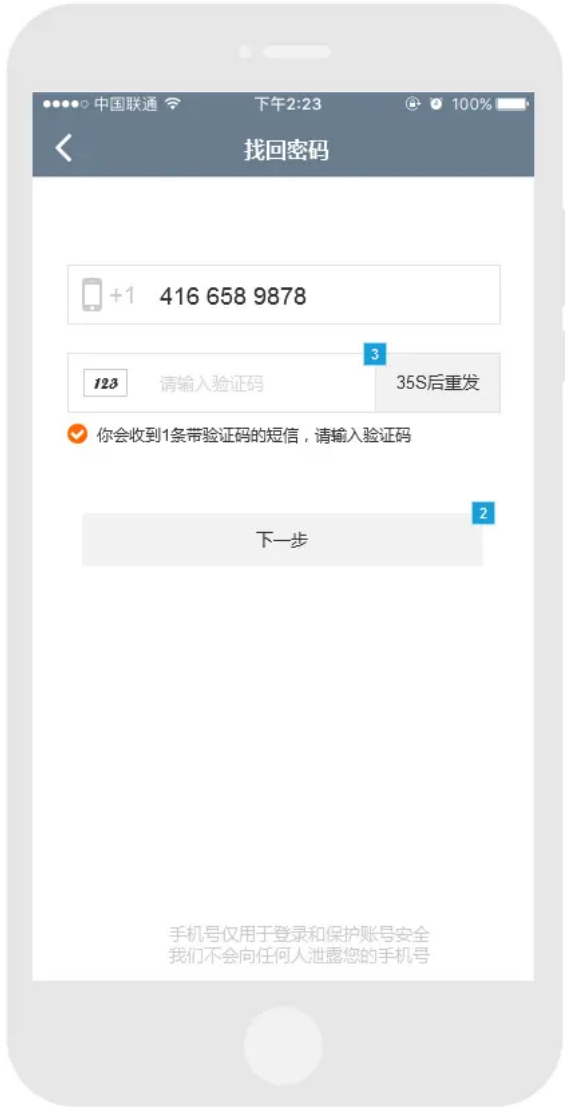 中国联通 下午2:23 100%
找回密码
+1 416 658 9878
3
123 请输入验证码 35S后重发
你会收到1条带验证码的短信，请输入验证码
2
下一步
手机号仅用于登录和保护账号安全
我们不会向任何人泄露您的手机号